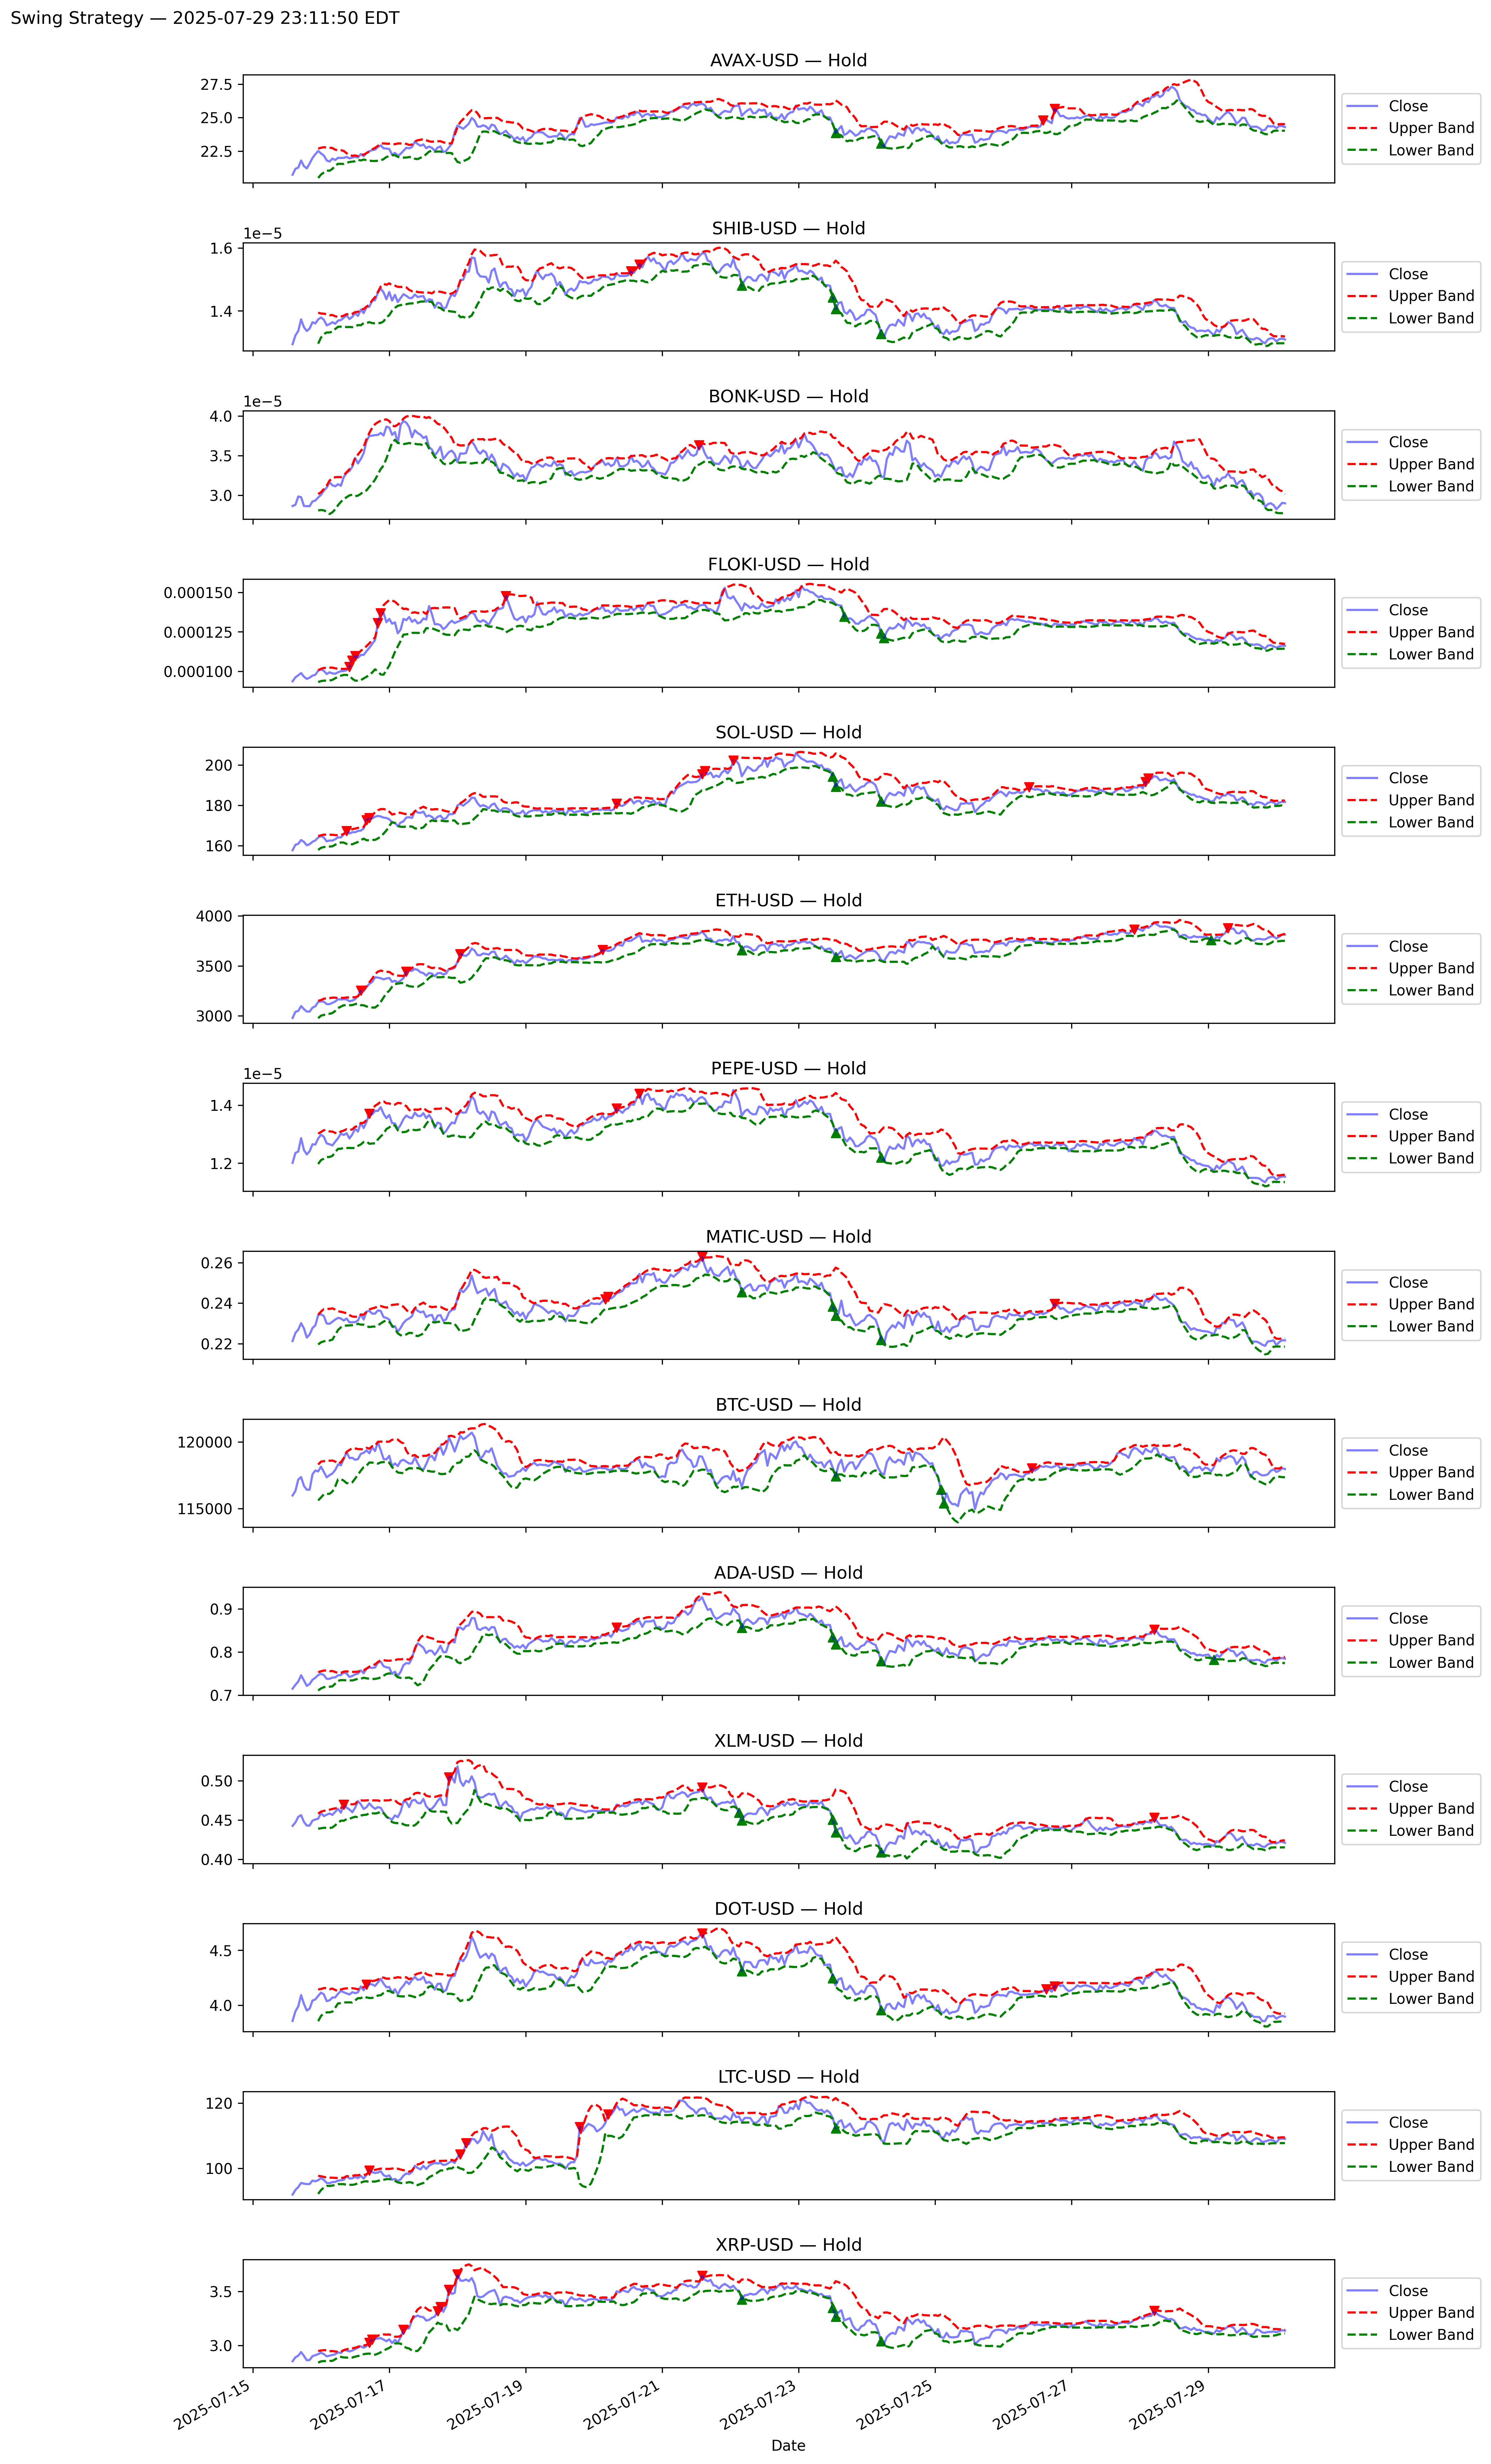 Swing Strategy — 2025-07-29 23:11:50 EDT
AVAX-USD — Hold
27.5
25.0
22.5
Close
Upper Band
Lower Band
SHIB-USD — Hold
1e−5
1.6
1.4
Close
Upper Band
Lower Band
BONK-USD — Hold
1e−5
4.0
3.5
3.0
Close
Upper Band
Lower Band
FLOKI-USD — Hold
0.000150
0.000125
0.000100
Close
Upper Band
Lower Band
SOL-USD — Hold
200
180
160
Close
Upper Band
Lower Band
ETH-USD — Hold
4000
3500
3000
Close
Upper Band
Lower Band
PEPE-USD — Hold
1e−5
1.4
1.2
Close
Upper Band
Lower Band
MATIC-USD — Hold
0.26
0.24
0.22
Close
Upper Band
Lower Band
BTC-USD — Hold
120000
115000
Close
Upper Band
Lower Band
ADA-USD — Hold
0.9
0.8
0.7
Close
Upper Band
Lower Band
XLM-USD — Hold
0.50
0.45
0.40
Close
Upper Band
Lower Band
DOT-USD — Hold
4.5
4.0
Close
Upper Band
Lower Band
LTC-USD — Hold
120
100
Close
Upper Band
Lower Band
XRP-USD — Hold
3.5
3.0
Close
Upper Band
Lower Band
2025-07-15
2025-07-17
2025-07-19
2025-07-21
2025-07-23
2025-07-25
2025-07-27
2025-07-29
Date